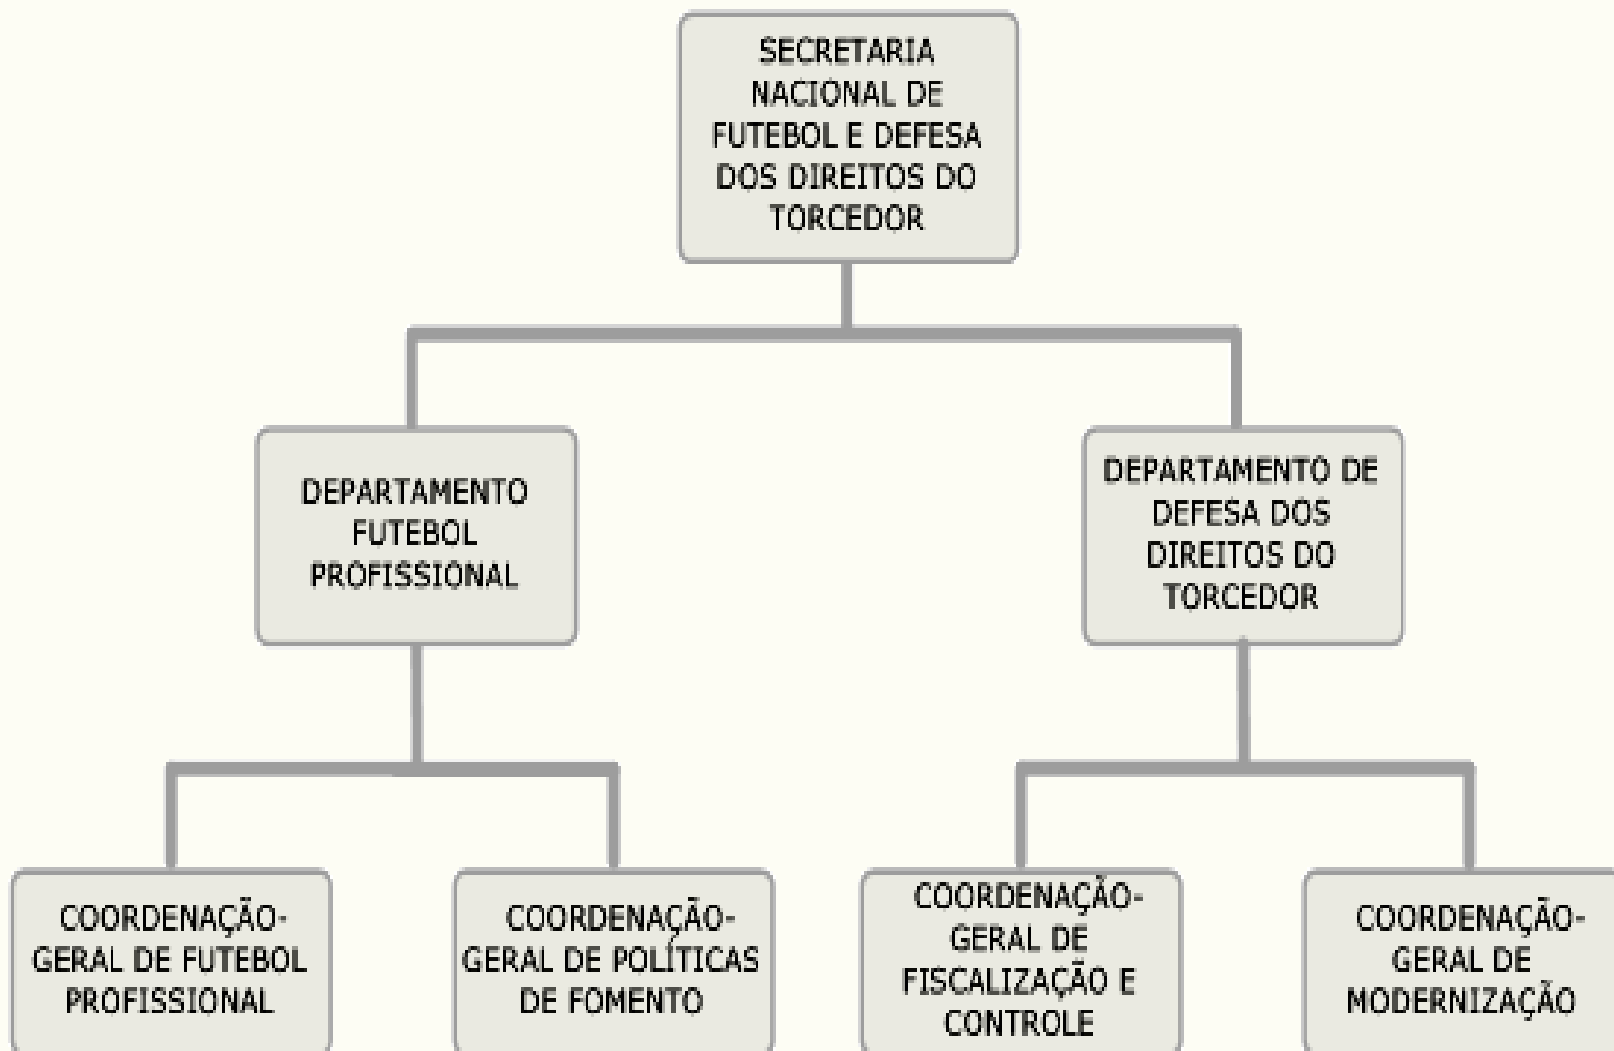 SECRETARIA
NACIONAL DE
FUTEBOL E DEFESA
DOS DIREITOS DO
TORCEDOR
DEPARTAMENTO
FUTEBOL
PROFISSIONAL
DEPARTAMENTO DE
DEFESA DOS
DIREITOS DO
TORCEDOR
COORDENAÇÃO-
GERAL DE FUTEBOL
PROFISSIONAL
COORDENAÇÃO-
GERAL DE POLÍTICAS
DE FOMENTO
COORDENAÇÃO-
GERAL DE
FISCALIZAÇÃO E
CONTROLE
COORDENAÇÃO-
GERAL DE
MODERNIZAÇÃO